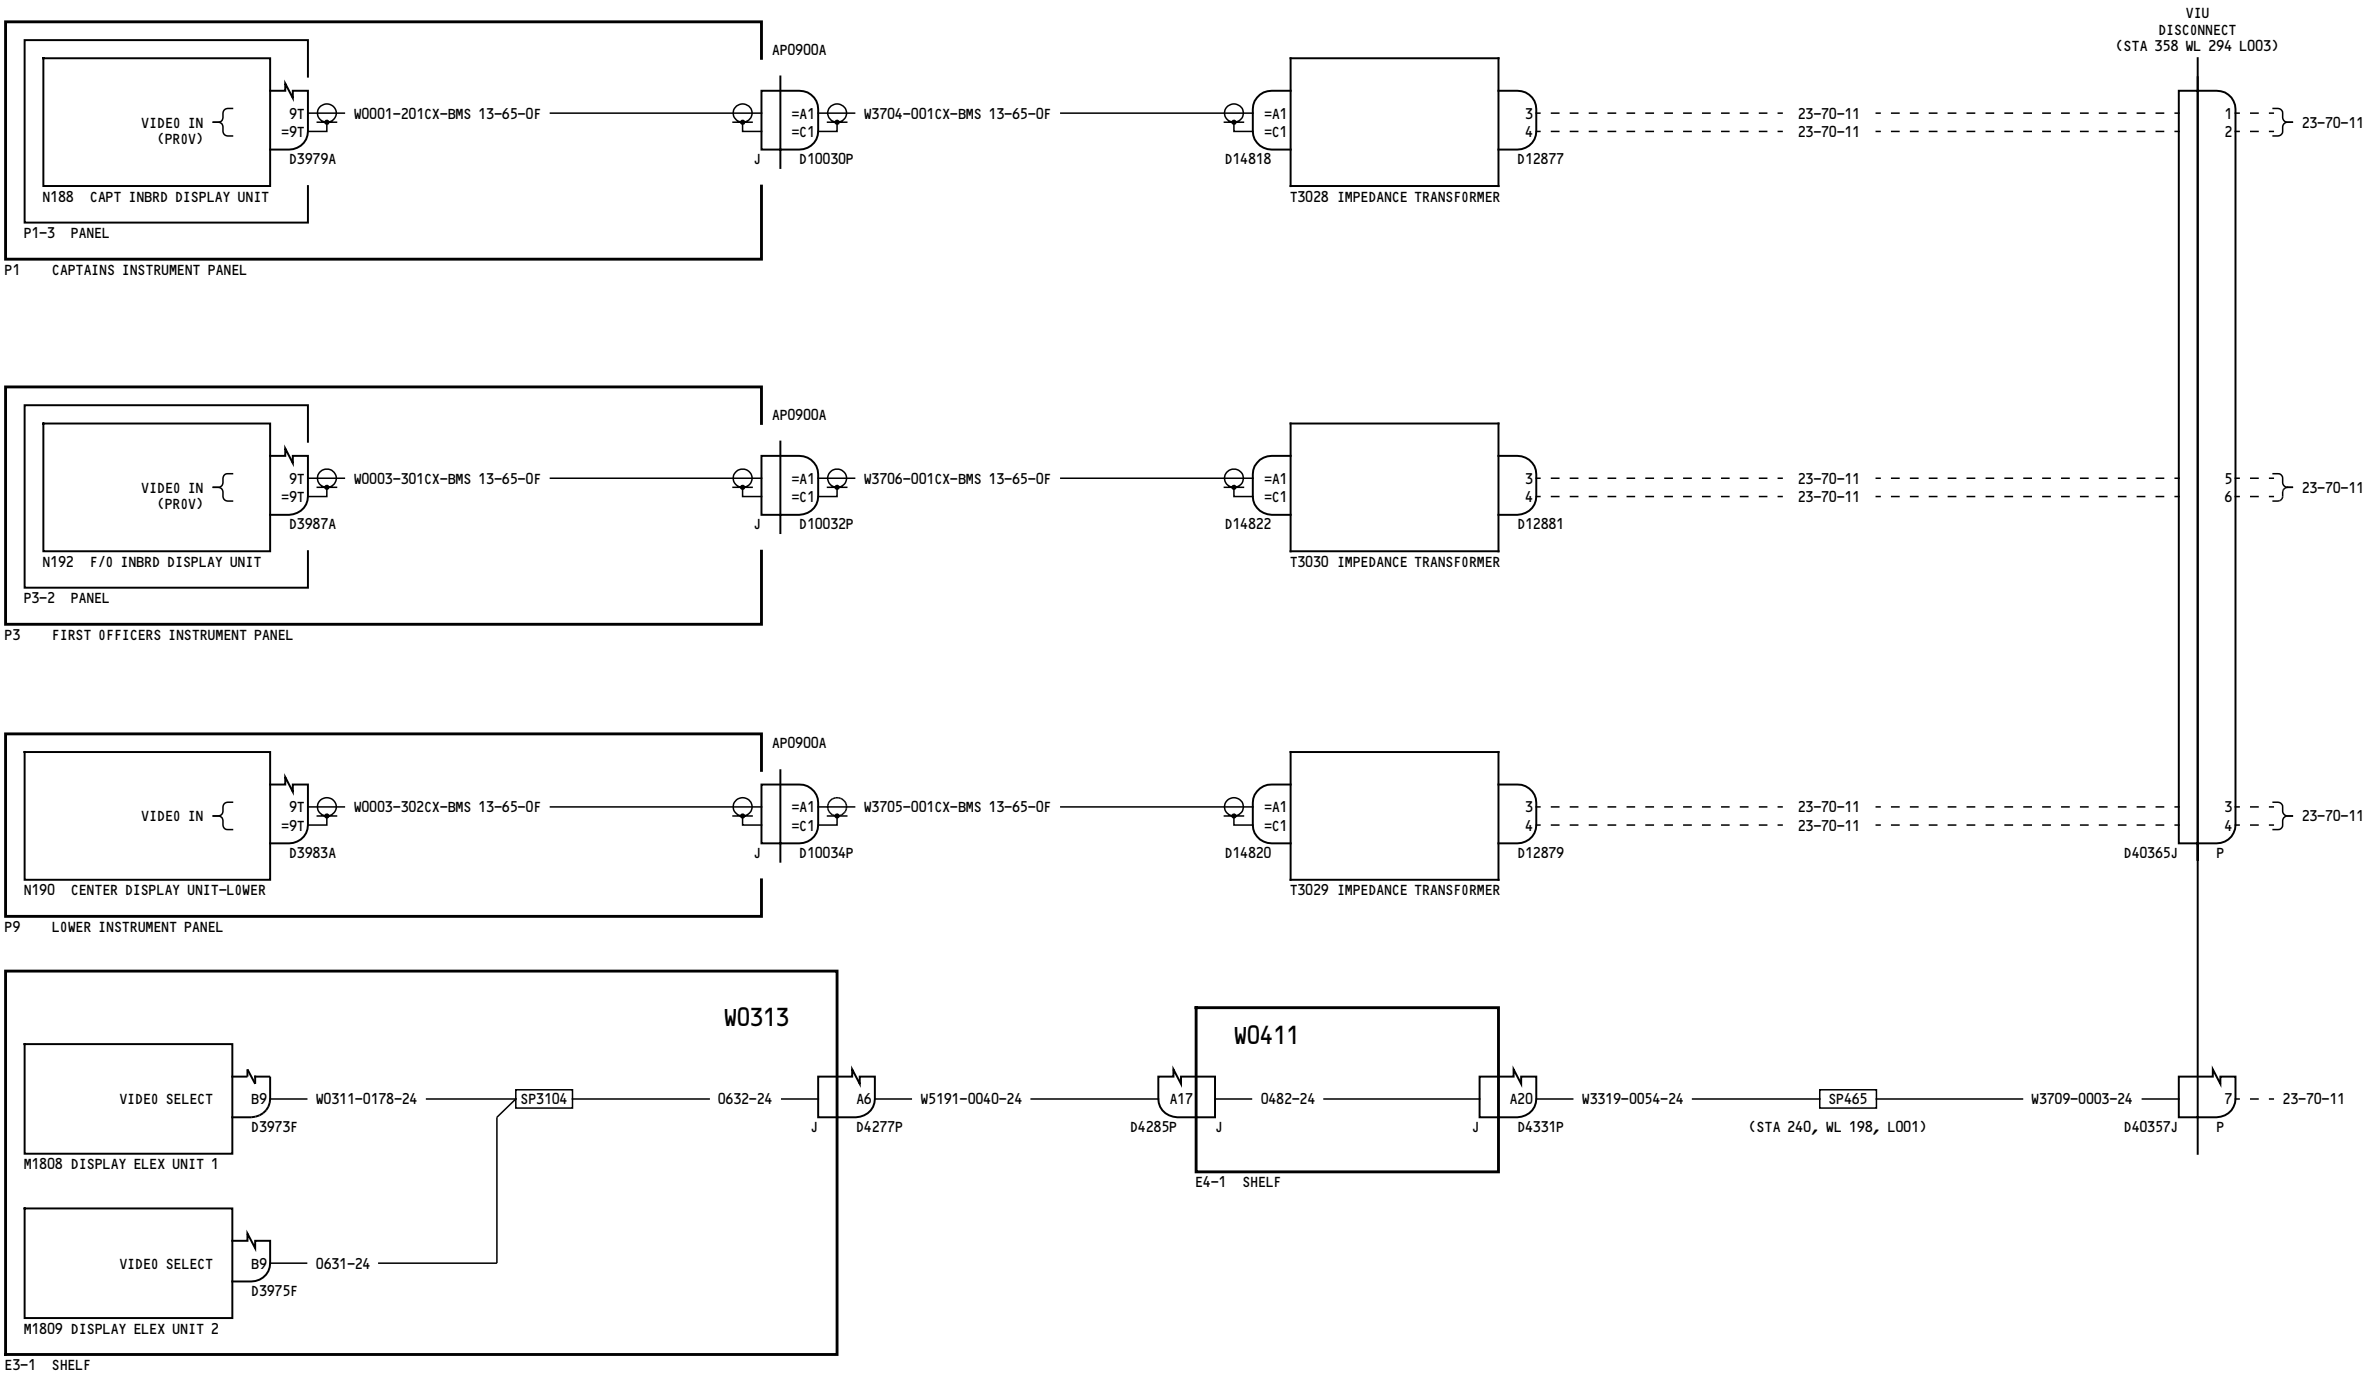 VIU
DISCONNECT
(STA 358 WL 294 L003)
AP0900A
VIDEO IN
(PROV)
9T
=9T
W0001-201CX-BMS 13-65-0F
=A1
=C1
W3704-001CX-BMS 13-65-0F
=A1
=C1
3
4
23-70-11
23-70-11
1
2
23-70-11
D3979A
J
D10030P
D14818
D12877
N188 CAPT INBRD DISPLAY UNIT
T3028 IMPEDANCE TRANSFORMER
P1-3 PANEL
P1 CAPTAINS INSTRUMENT PANEL
AP0900A
VIDEO IN
(PROV)
9T
=9T
W0003-301CX-BMS 13-65-0F
=A1
=C1
W3706-001CX-BMS 13-65-0F
=A1
=C1
3
4
23-70-11
23-70-11
5
6
23-70-11
D3987A
J
D10032P
D14822
D12881
N192 F/O INBRD DISPLAY UNIT
T3030 IMPEDANCE TRANSFORMER
P3-2 PANEL
P3 FIRST OFFICERS INSTRUMENT PANEL
AP0900A
VIDEO IN
9T
=9T
W0003-302CX-BMS 13-65-0F
=A1
=C1
W3705-001CX-BMS 13-65-0F
=A1
=C1
3
4
23-70-11
23-70-11
3
4
23-70-11
D3983A
J
D10034P
D14820
D12879
D40365J
P
N190 CENTER DISPLAY UNIT-LOWER
T3029 IMPEDANCE TRANSFORMER
P9 LOWER INSTRUMENT PANEL
W0313
W0411
VIDEO SELECT
B9
W0311-0178-24
SP3104
0632-24
A6
W5191-0040-24
A17
0482-24
A20
W3319-0054-24
SP465
W3709-0003-24
7
23-70-11
D3973F
J
D4277P
D4285P
J
J
D4331P
(STA 240, WL 198, L001)
D40357J
P
M1808 DISPLAY ELEX UNIT 1
E4-1 SHELF
VIDEO SELECT
B9
0631-24
D3975F
M1809 DISPLAY ELEX UNIT 2
E3-1 SHELF